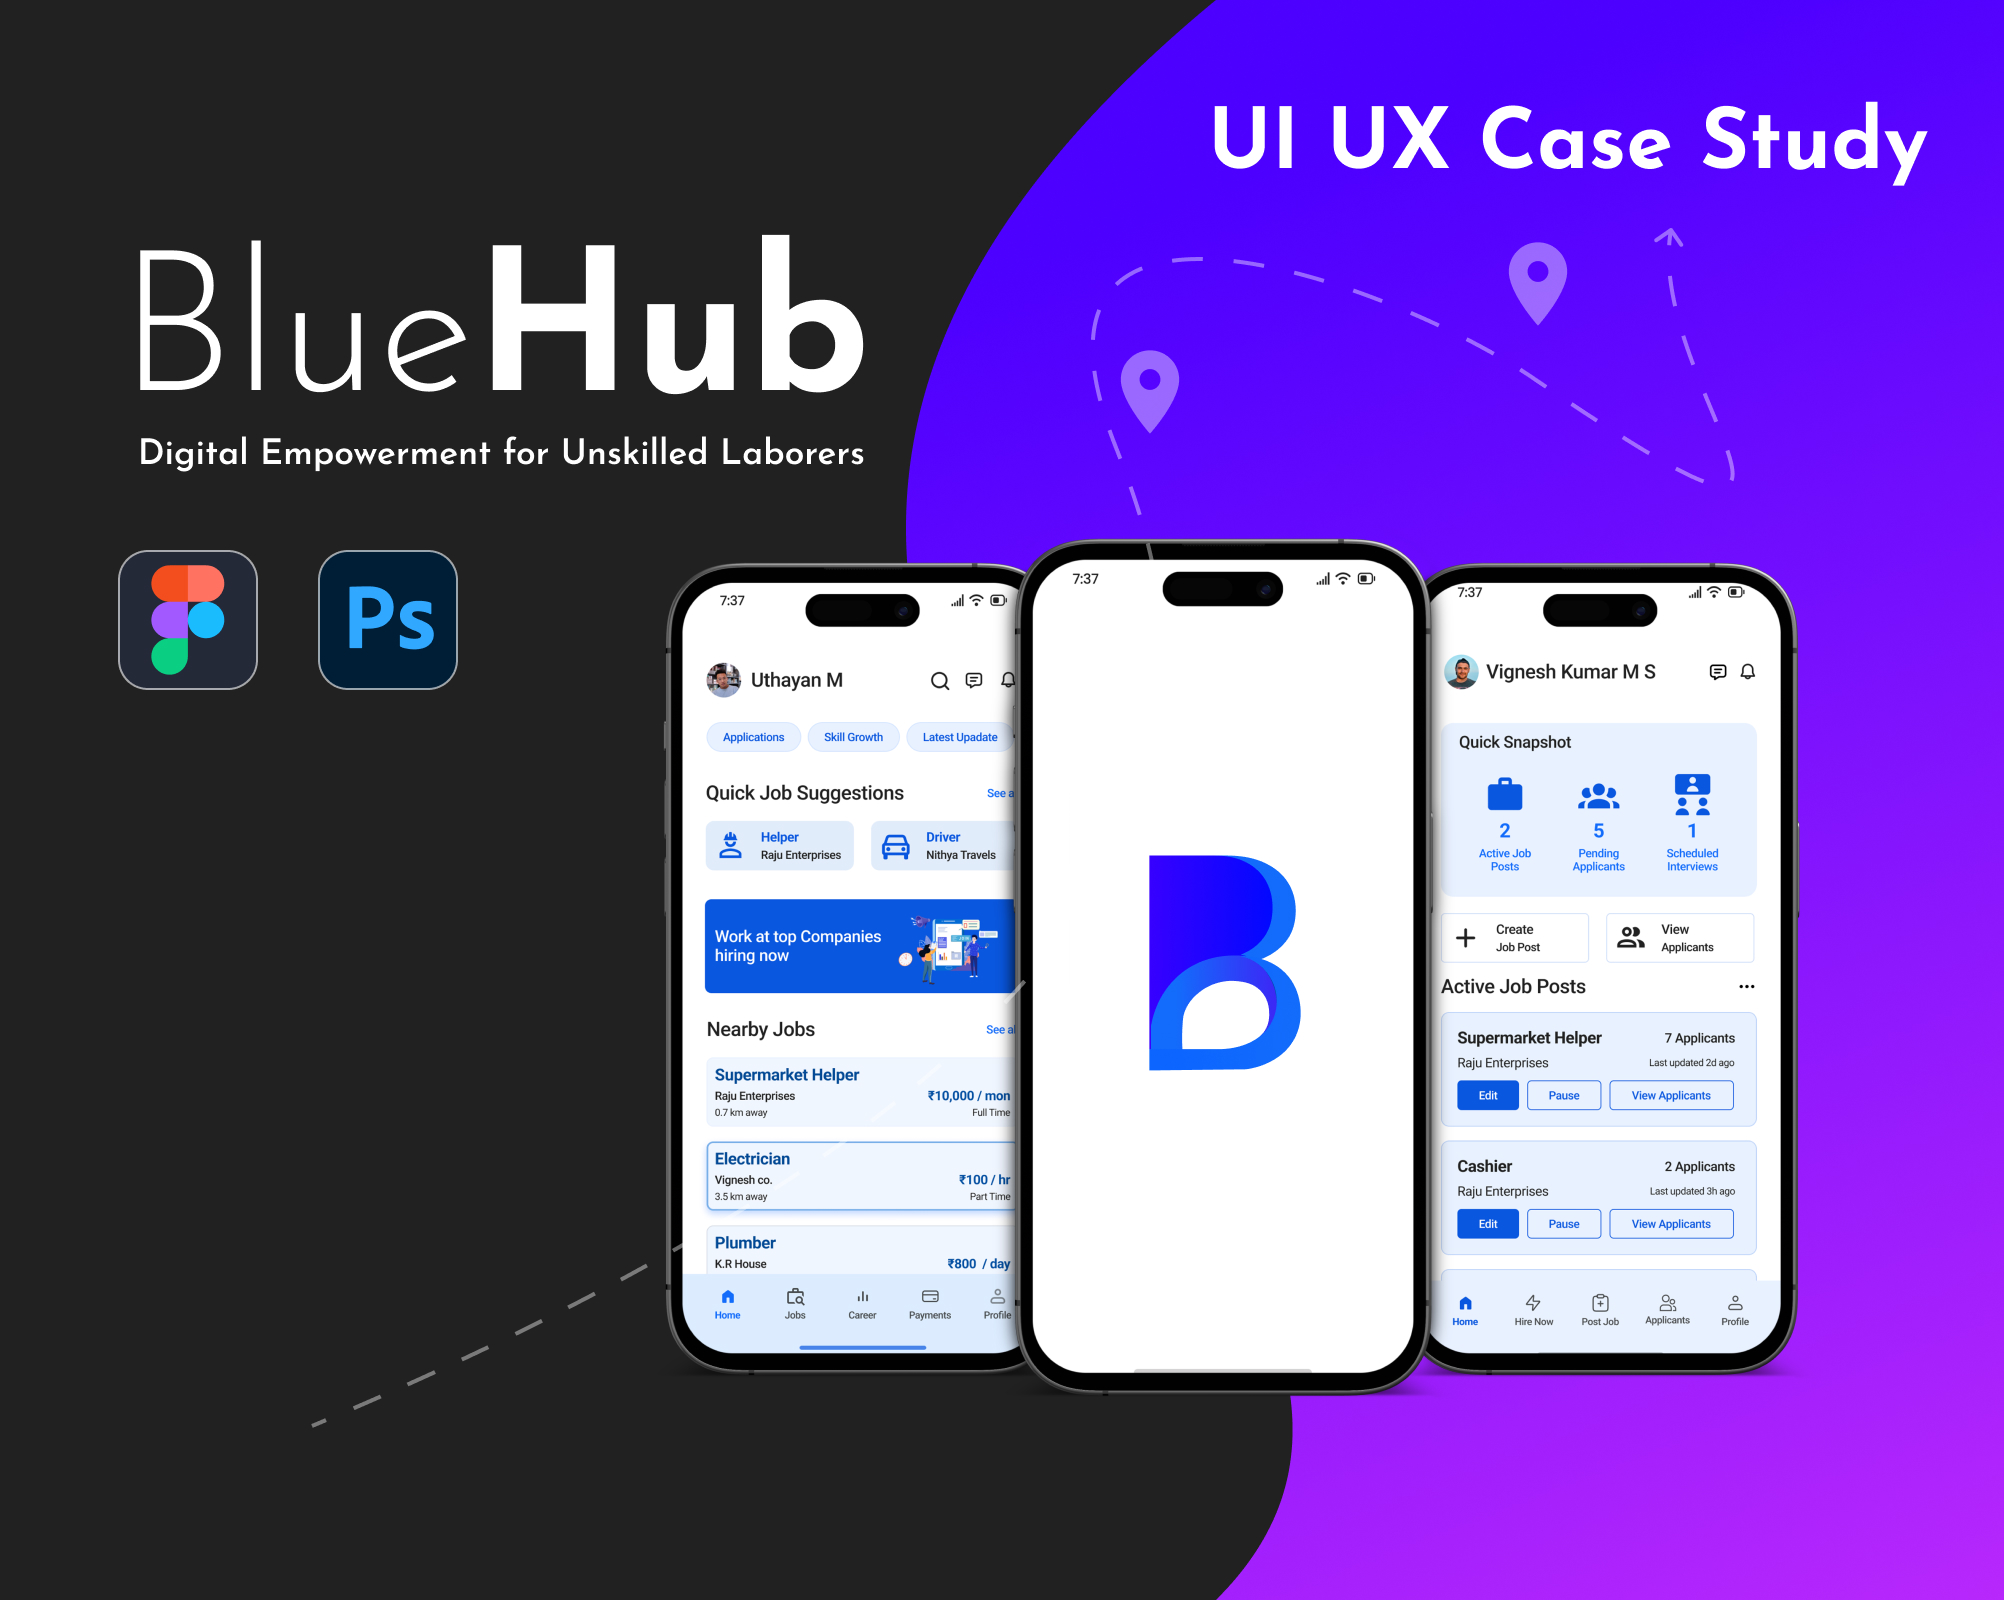 UI UX Case Study
BlueHub
Digital Empowerment for Unskilled Laborers
Ps
7:37
Uthayan M
Applications
Skill Growth
Latest Upadate
Quick Job Suggestions
See a
Helper
Raju Enterprises
Driver
Nithya Travels
Work at top Companies
hiring now
Nearby Jobs
See al
Supermarket Helper
Raju Enterprises
₹10,000 / mon
0.7 km away
Full Time
Electrician
Vignesh co.
₹100 / hr
3.5 km away
Part Time
Plumber
K.R House
₹800 / day
Home
Jobs
Career
Payments
Profile
7:37
B
7:37
Vignesh Kumar M S
Quick Snapshot
2
Active Job
Posts
5
Pending
Applicants
1
Scheduled
Interviews
Create
Job Post
View
Applicants
Active Job Posts
Supermarket Helper
7 Applicants
Raju Enterprises
Last updated 2d ago
Edit
Pause
View Applicants
Cashier
2 Applicants
Raju Enterprises
Last updated 3h ago
Edit
Pause
View Applicants
Home
Hire Now
Post Job
Applicants
Profile